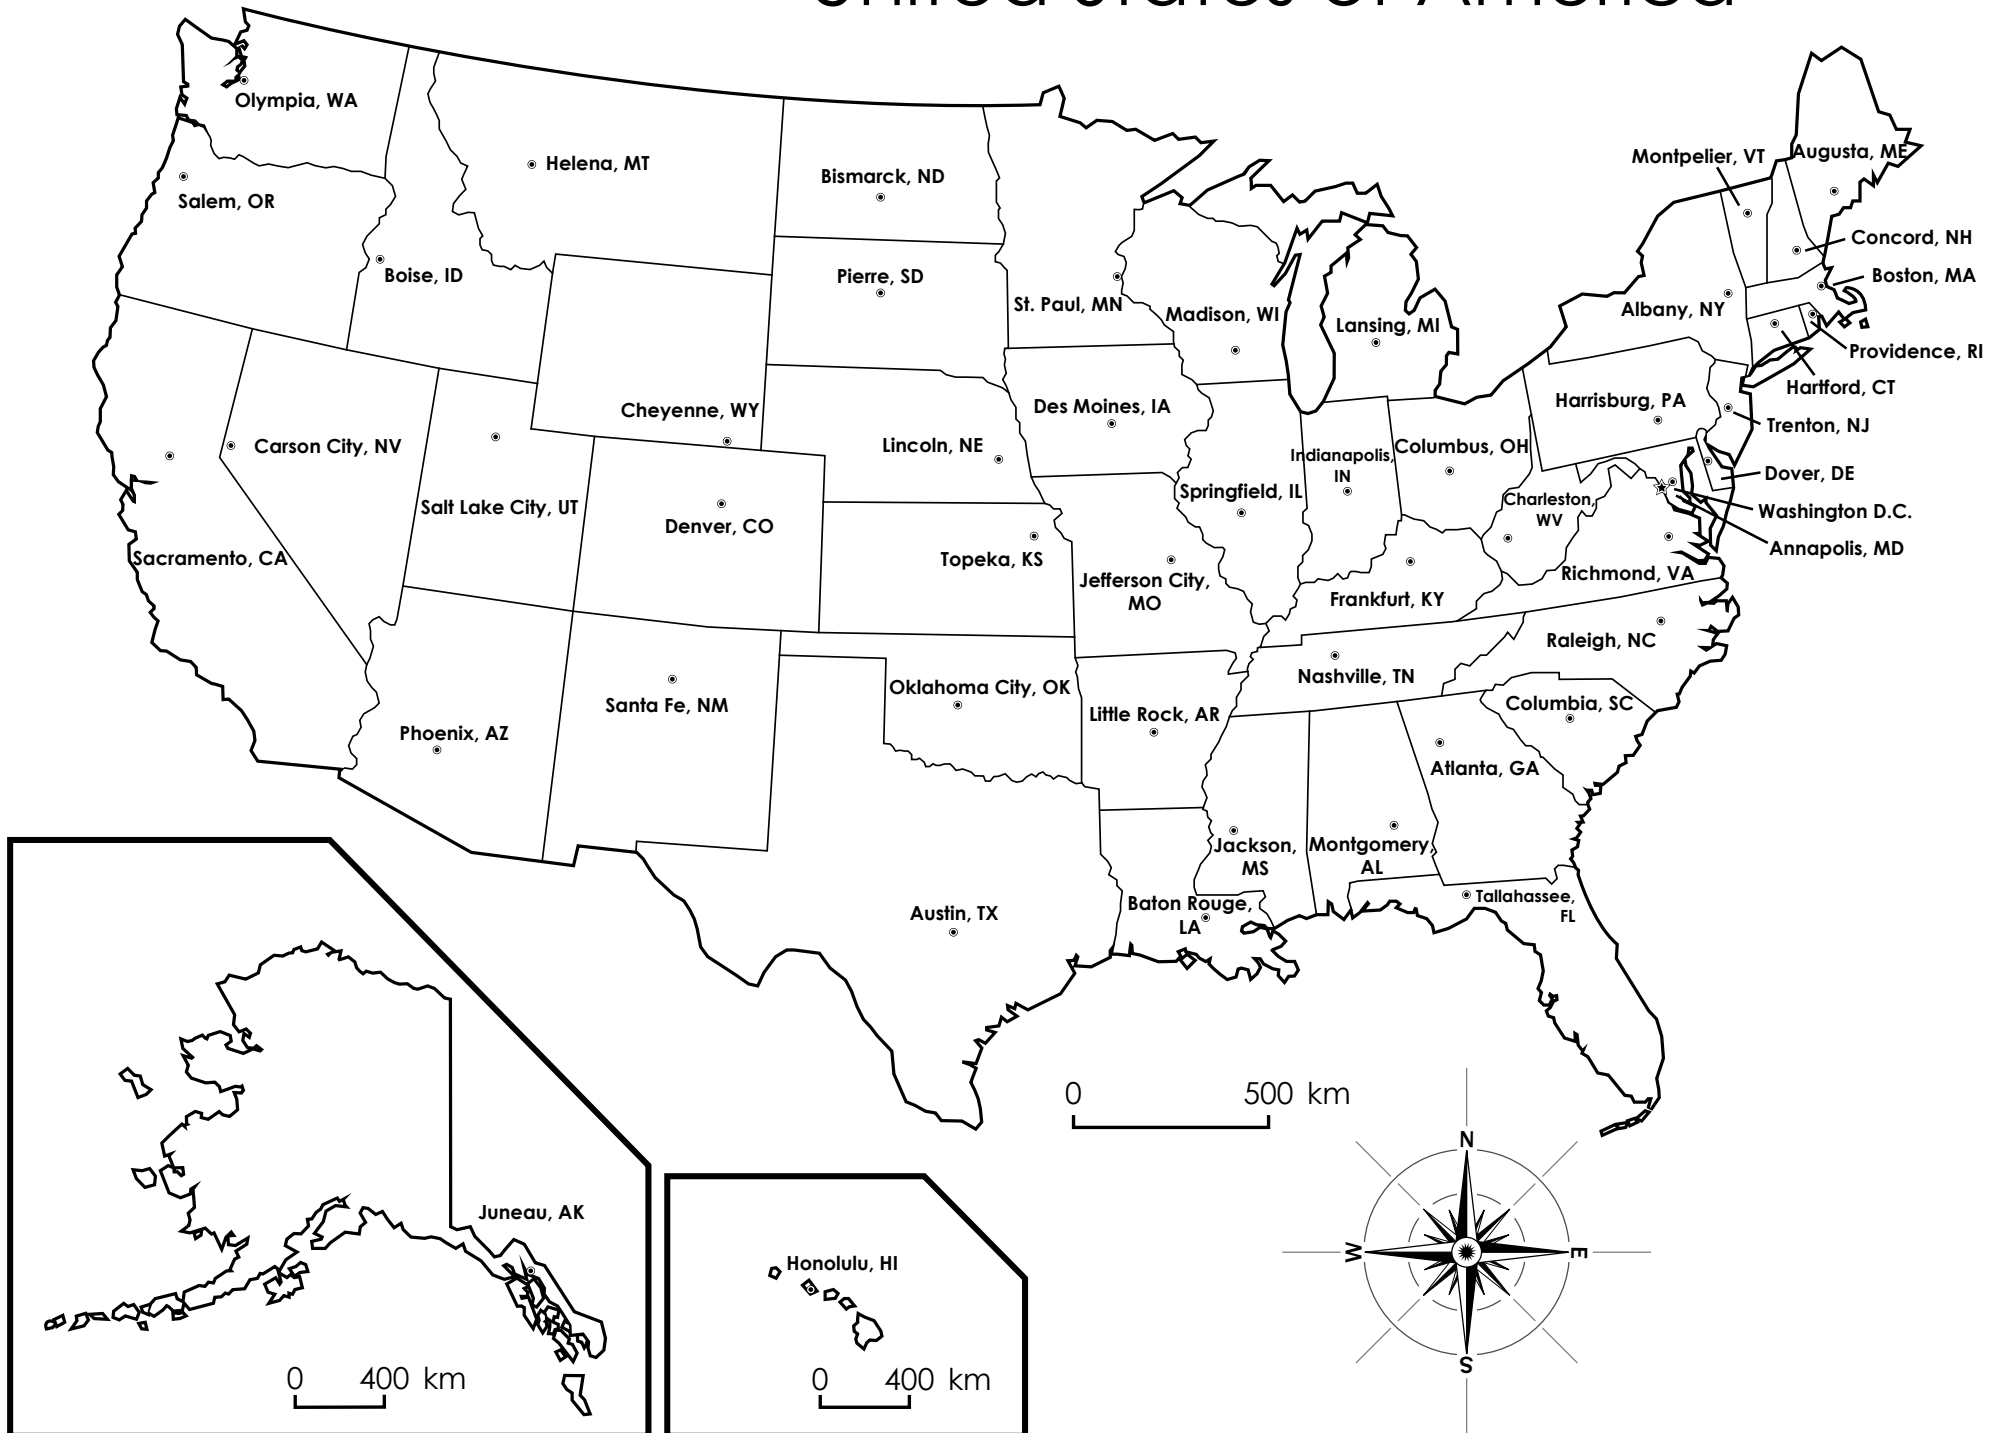 United States of America
Olympia, WA
Montpelier, VT
Augusta, ME
Helena, MT
Bismarck, ND
Salem, OR
Concord, NH
Boise, ID
Pierre, SD
Boston, MA
St. Paul, MN
Madison, WI
Lansing, MI
Albany, NY
Providence, RI
Hartford, CT
Cheyenne, WY
Des Moines, IA
Harrisburg, PA
Trenton, NJ
Carson City, NV
Lincoln, NE
Indianapolis,
IN
Columbus, OH
Dover, DE
Salt Lake City, UT
Denver, CO
Springfield, IL
Charleston,
WV
Washington D.C.
Annapolis, MD
Sacramento, CA
Topeka, KS
Jefferson City,
MO
Frankfurt, KY
Richmond, VA
Raleigh, NC
Nashville, TN
Santa Fe, NM
Oklahoma City, OK
Little Rock, AR
Columbia, SC
Phoenix, AZ
Atlanta, GA
Jackson,
MS
Montgomery,
AL
Austin, TX
Baton Rouge,
LA
Tallahassee,
FL
0 500 km
N
W
E
S
Juneau, AK
0 400 km
Honolulu, HI
0 400 km